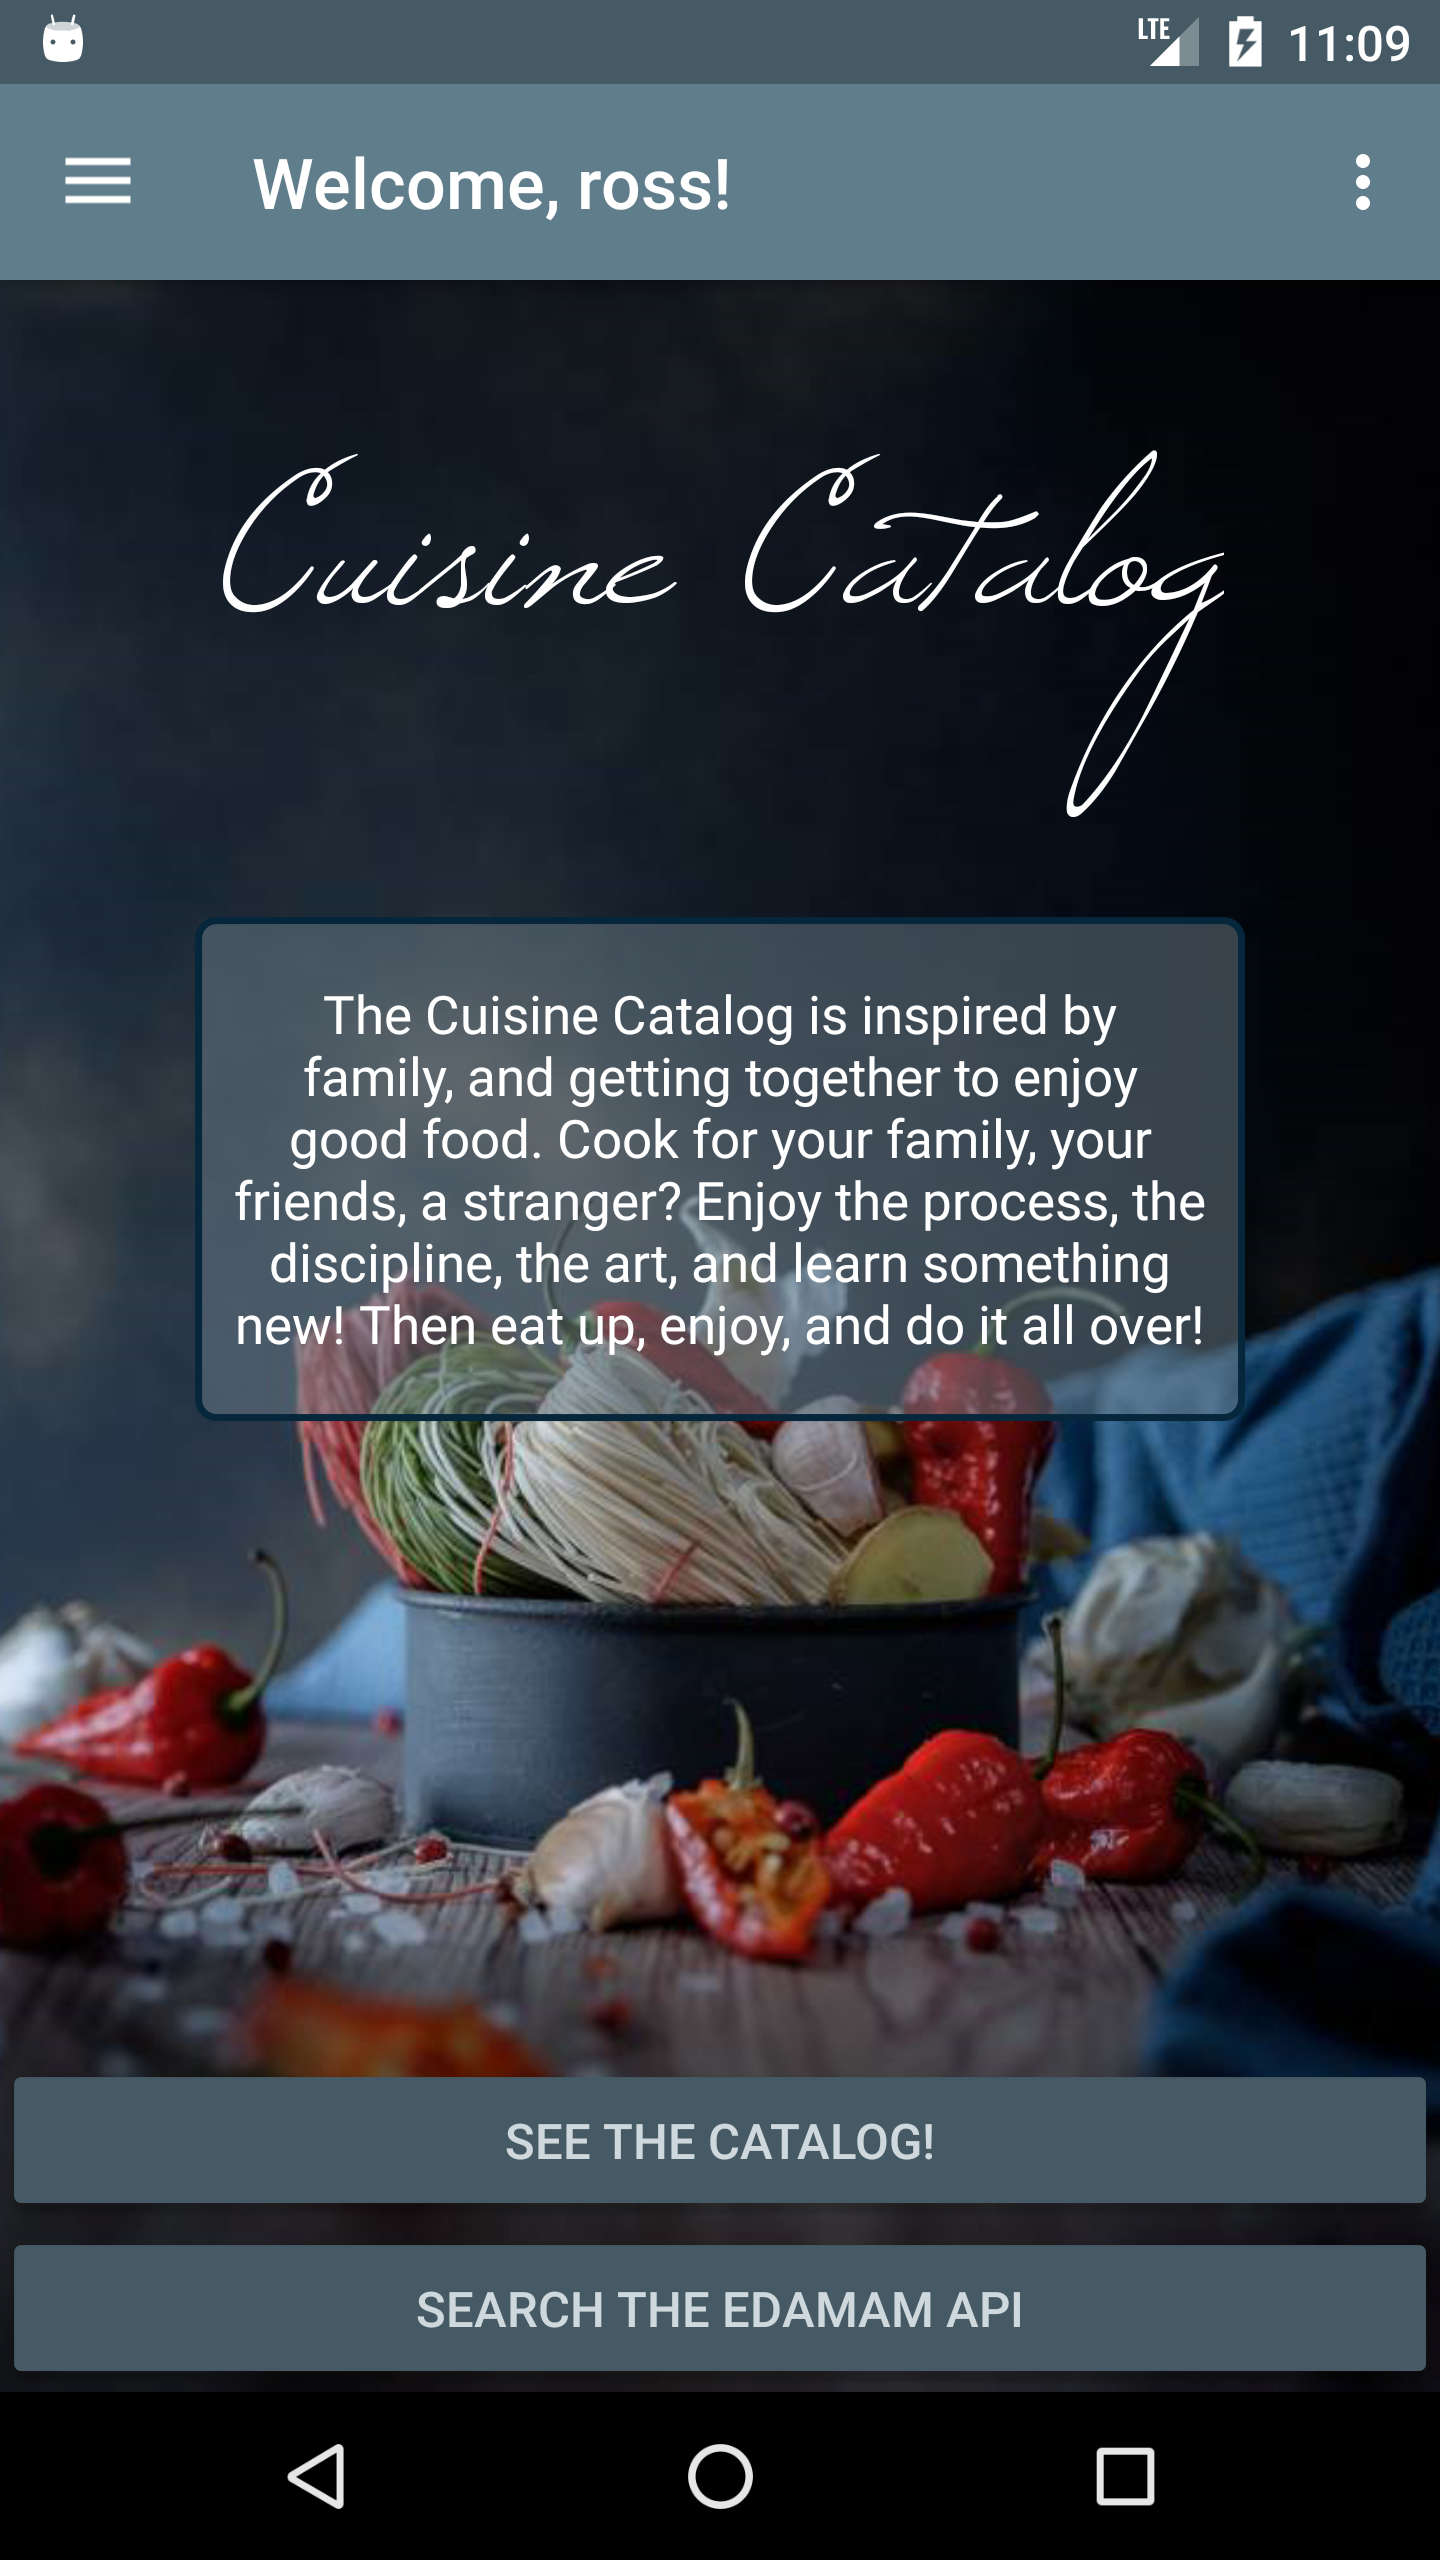 LTE 11:09
Welcome, ross!
Cuisine Catalog
The Cuisine Catalog is inspired by
family, and getting together to enjoy
good food. Cook for your family, your
friends, a stranger? Enjoy the process, the
discipline, the art, and learn something
new! Then eat up, enjoy, and do it all over!
SEE THE CATALOG!
SEARCH THE EDAMAM API